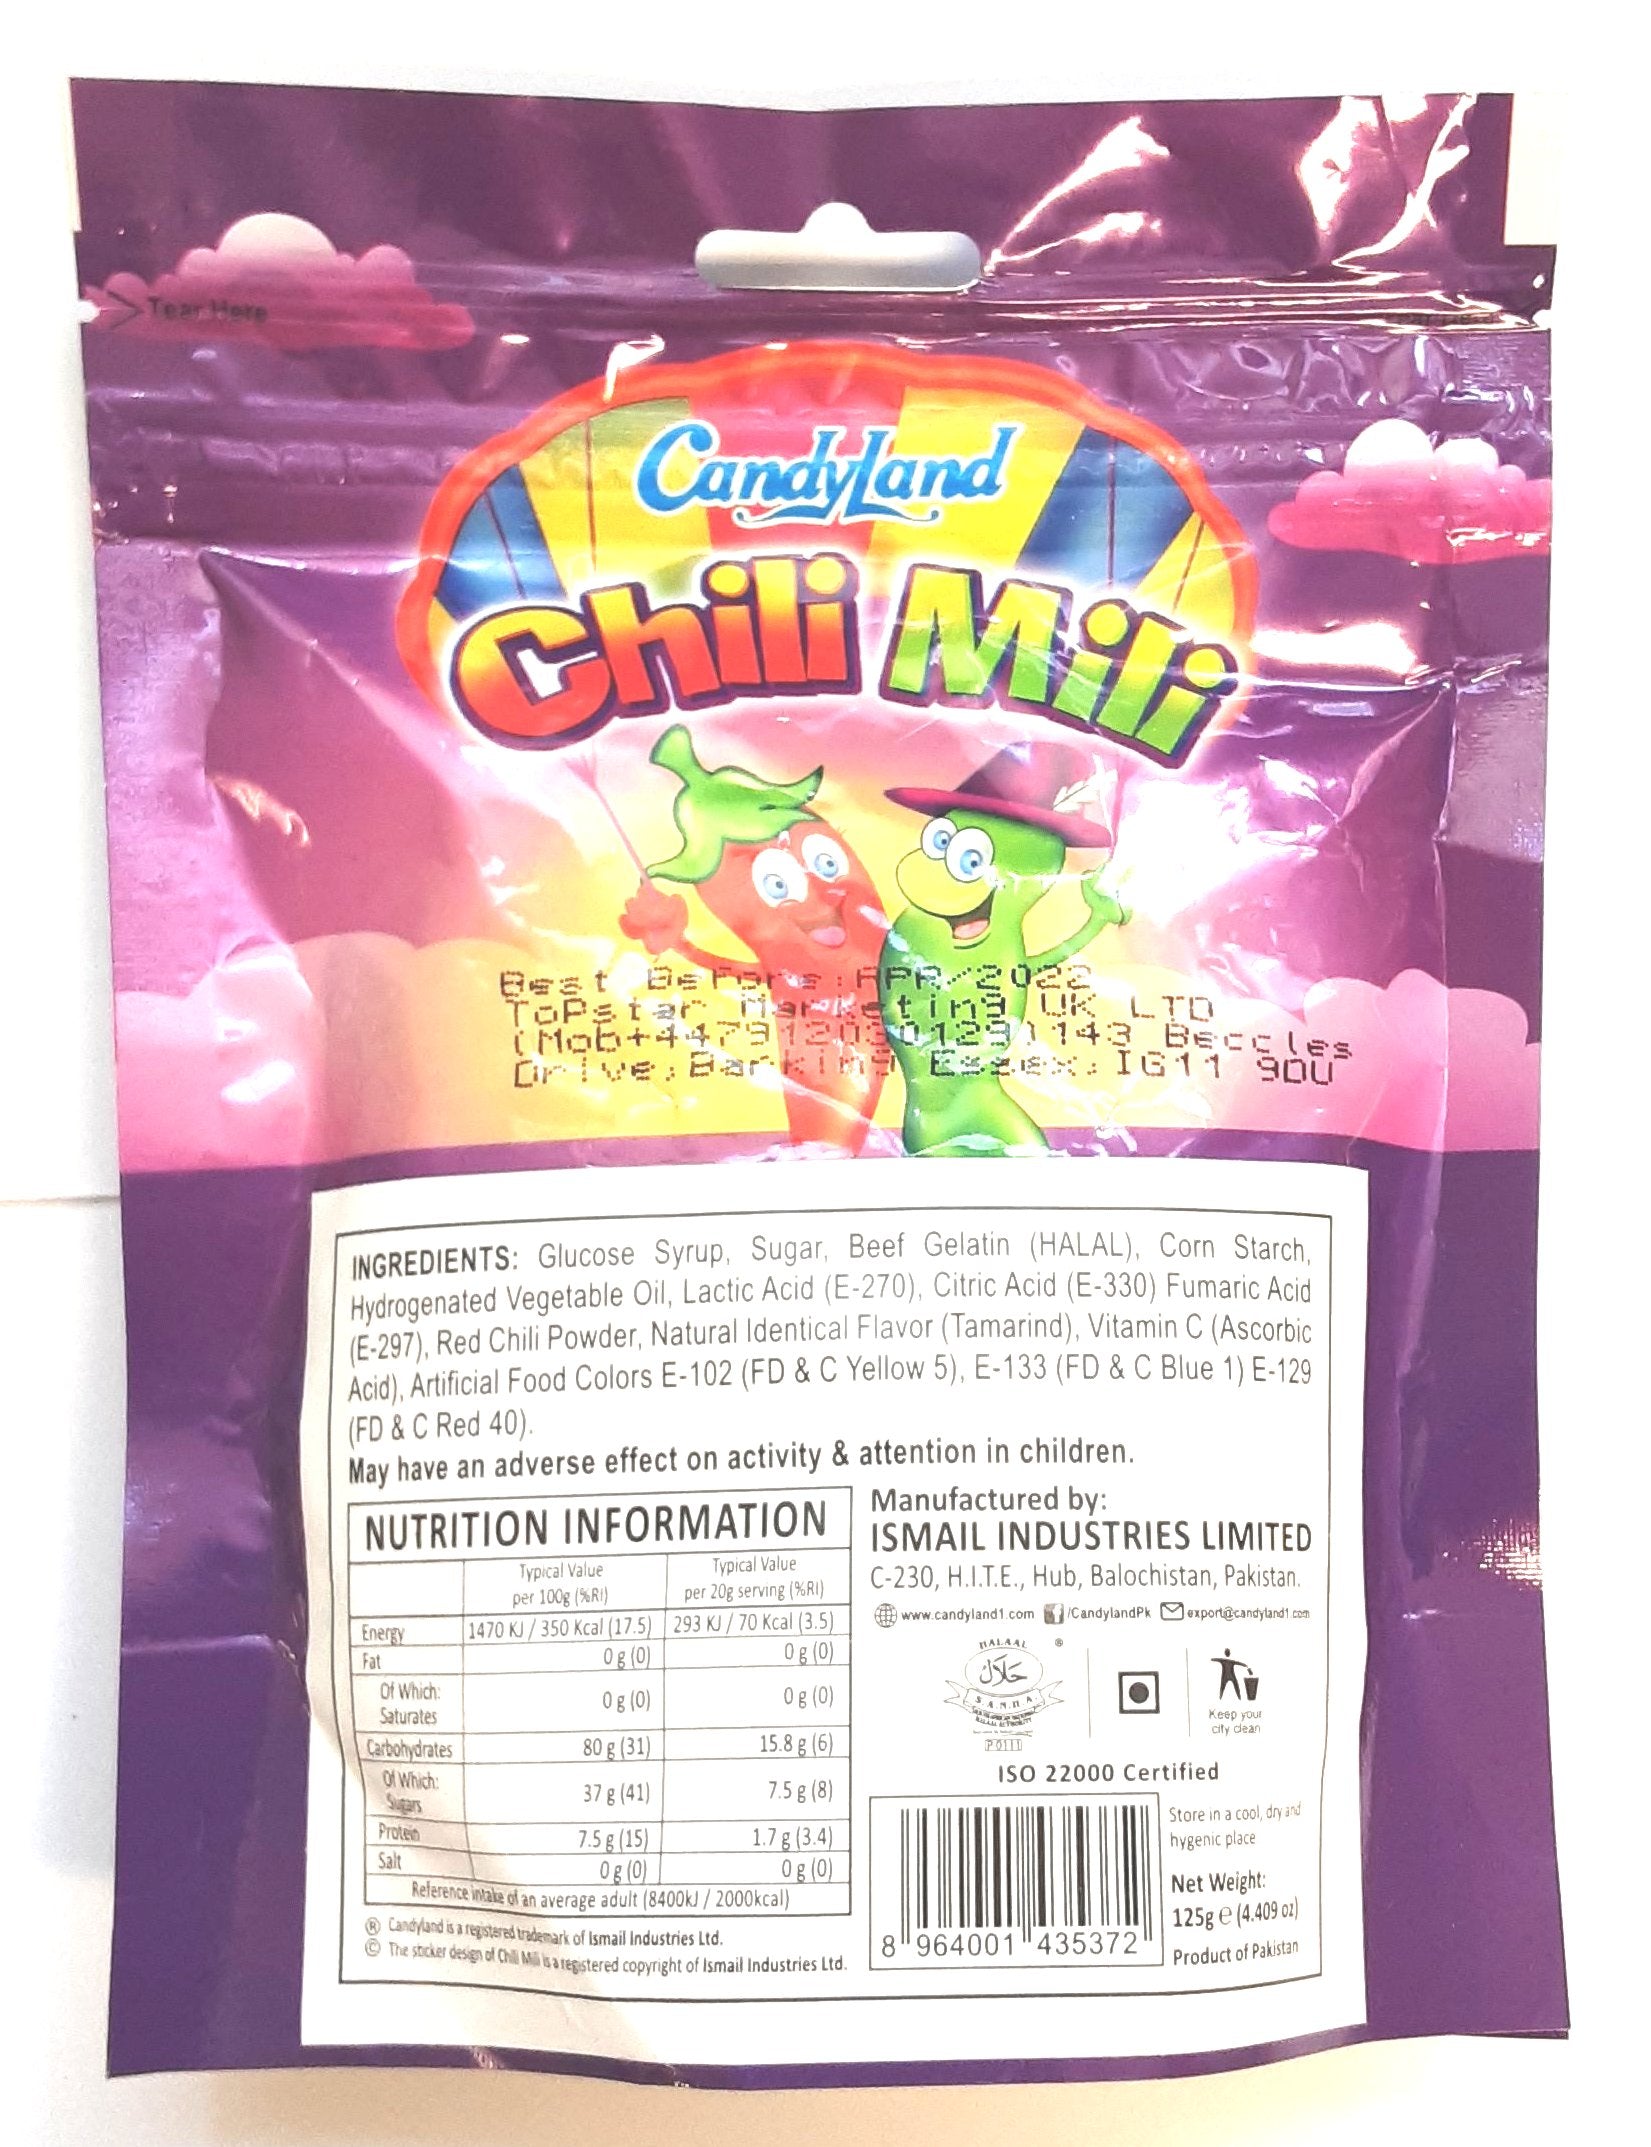 Tear Here
CandyLand
Chili Mili
Best Before:APR/2022
TopStar Marketing UK LTD
Drive, Barking Essex, IG11 9DU
INGREDIENTS: Glucose Syrup, Sugar, Beef Gelatin (HALAL), Corn Starch,
Hydrogenated Vegetable Oil, Lactic Acid (E-270), Citric Acid (E-330) Fumaric Acid
(E-297), Red Chili Powder, Natural Identical Flavor (Tamarind), Vitamin C (Ascorbic
Acid), Artificial Food Colors E-102 (FD & C Yellow 5), E-133 (FD & C Blue 1) E-129
(FD & C Red 40).
May have an adverse effect on activity & attention in children.
NUTRITION INFORMATION
Typical Value per 100g (%RI) Typical Value per 20g serving (%RI)
Energy 1470 KJ / 350 Kcal (17.5) 293 KJ / 70 Kcal (3.5)
Fat 0 g (0) 0 g (0)
Of Which: Saturates 0 g (0) 0 g (0)
Carbohydrates 80 g (31) 15.8 g (6)
Of Which: Sugars 37 g (41) 7.5 g (8)
Protein 7.5 g (15) 1.7 g (3.4)
Salt 0 g (0) 0 g (0)
Reference intake of an average adult (8400kJ / 2000kcal)
® Candyland is a registered trademark of Ismail Industries Ltd.
© The sticker design of Chili Mili is a registered copyright of Ismail Industries Ltd.
Manufactured by:
ISMAIL INDUSTRIES LIMITED
C-230, H.I.T.E., Hub, Balochistan, Pakistan.
www.candyland1.com /CandylandPk export@candyland1.com
HALAAL ®
حلال
S.A.N.H.A.
P0111
Keep your
city clean
ISO 22000 Certified
8 964001 435372
Store in a cool, dry and
hygenic place
Net Weight:
125g e (4.409 oz)
Product of Pakistan